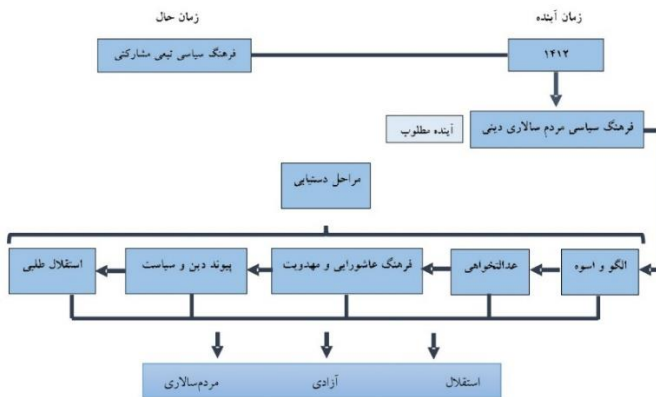 زمان آینده
زمان حال
۱۴۱۲
فرهنگ سیاسی تبعی مشارکتی
فرهنگ سیاسی مردم سالاری دینی
آینده مطلوب
مراحل دستیابی
الگو و اسوه
عدالتخواهی
فرهنگ عاشورایی و مهدویت
پیوند دین و سیاست
استقلال طلبی
استقلال
آزادی
مردم‌سالاری